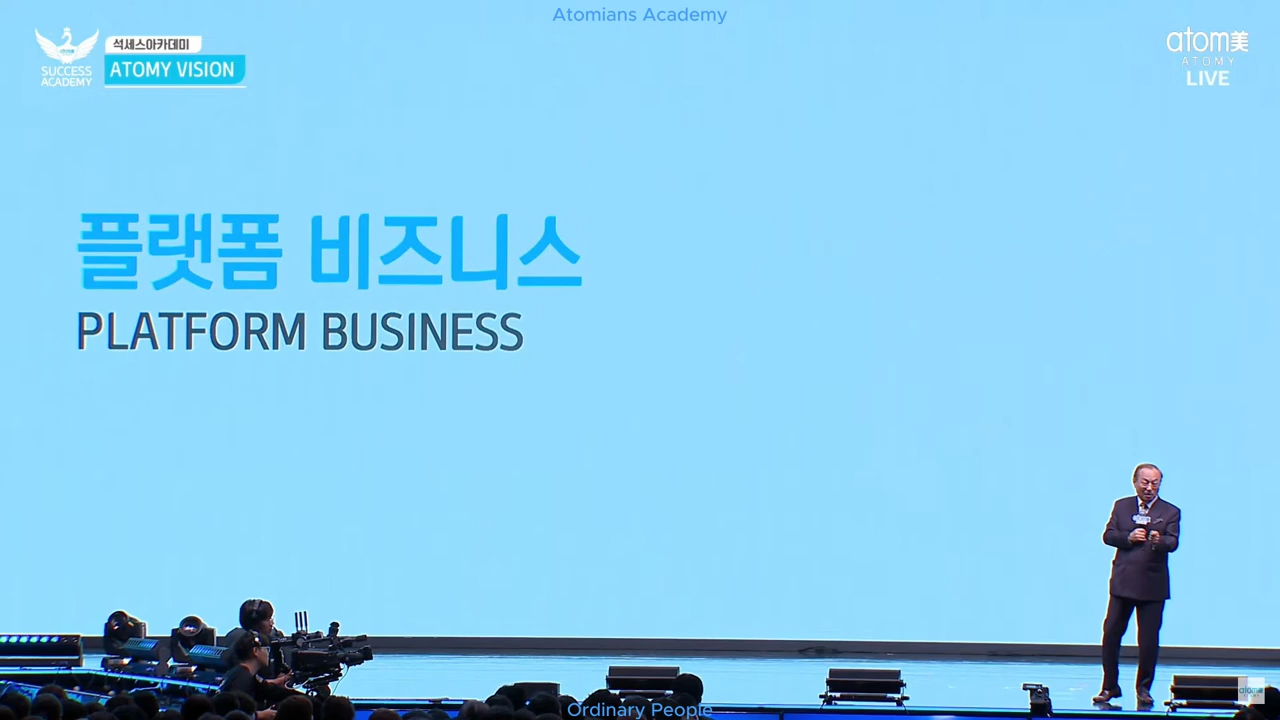 Atomians Academy
석세스아카데미
SUCCESS
ACADEMY
ATOMY VISION
atom美
ATOMY
LIVE
플랫폼 비즈니스
PLATFORM BUSINESS
Ordinary People